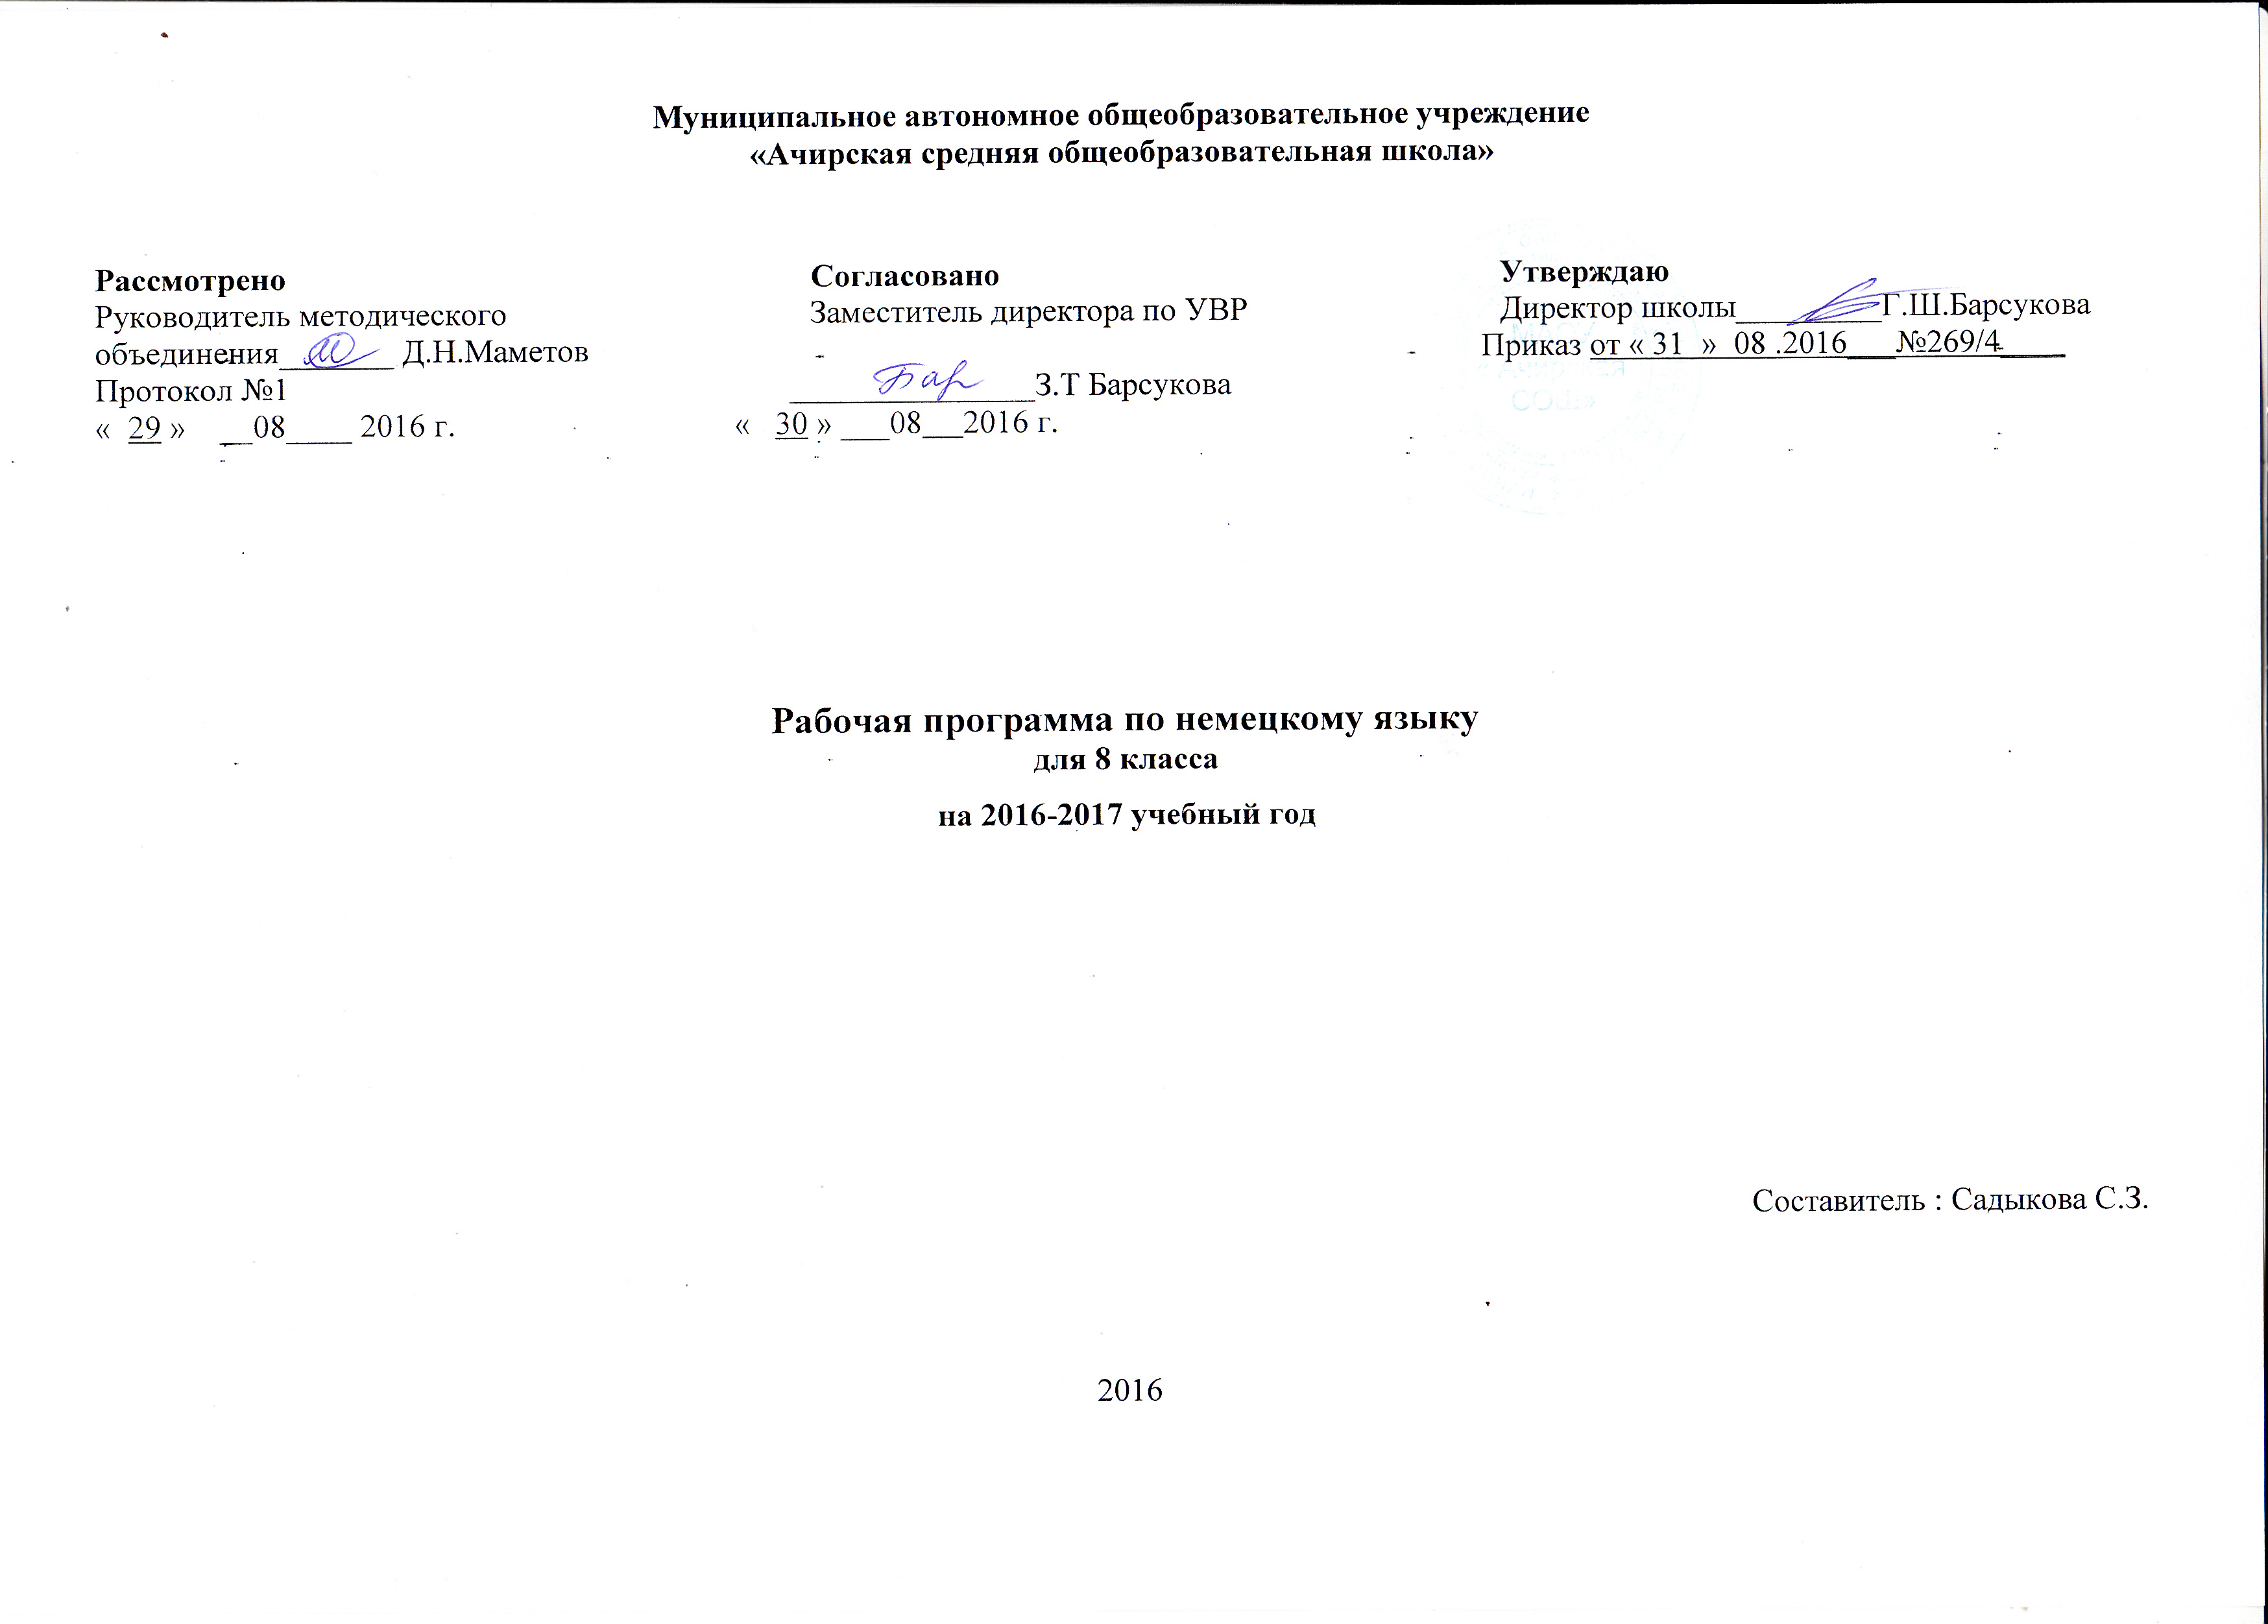 Муниципальное автономное общеобразовательное учреждение
«Ачирская средняя общеобразовательная школа»
Рассмотрено
Руководитель методического
объединения_______ Д.Н.Маметов
Протокол №1
« 29 » __08____ 2016 г.
Согласовано
Заместитель директора по УВР
Бар
_______________З.Т Барсукова
« 30 » ___08___2016 г.
Утверждаю
Директор школы_________Г.Ш.Барсукова
Приказ от « 31 » 08 .2016___№269/4____
Рабочая программа по немецкому языку
для 8 класса
на 2016-2017 учебный год
Составитель : Садыкова С.З.
2016